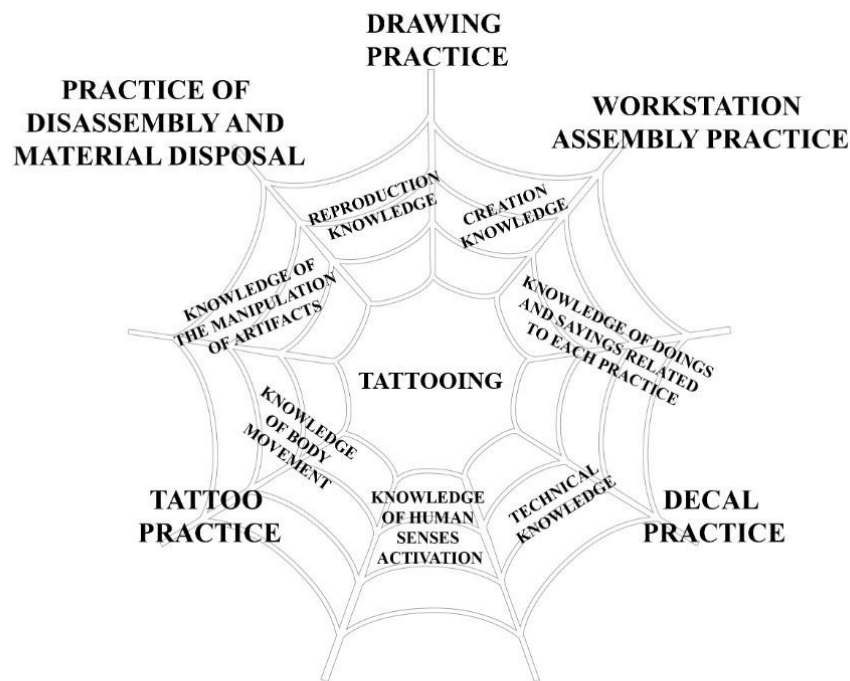 DRAWING
PRACTICE
PRACTICE OF
DISASSEMBLY AND
MATERIAL DISPOSAL
WORKSTATION
ASSEMBLY PRACTICE
REPRODUCTION
KNOWLEDGE
CREATION
KNOWLEDGE
KNOWLEDGE OF
THE MANIPULATION
OF ARTIFACTS
KNOWLEDGE OF DOINGS
AND SAYINGS RELATED
TO EACH PRACTICE
TATTOOING
KNOWLEDGE
OF BODY
MOVEMENT
KNOWLEDGE
OF HUMAN
SENSES
ACTIVATION
TECHNICAL
KNOWLEDGE
TATTOO
PRACTICE
DECAL
PRACTICE